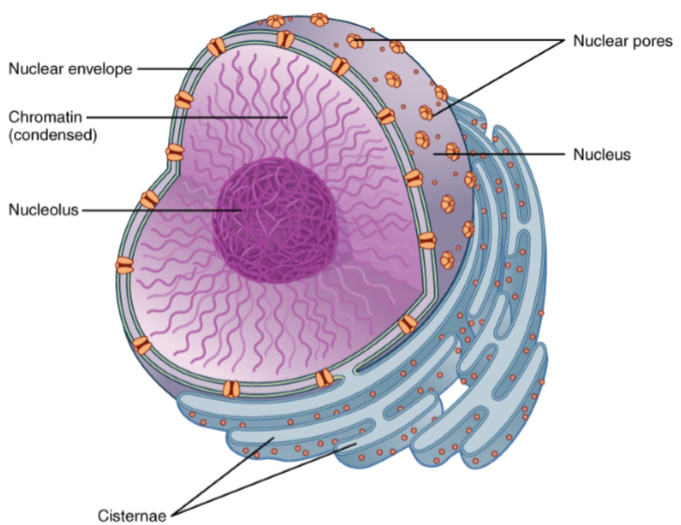 Nuclear pores
Nuclear envelope
Chromatin
(condensed)
Nucleus
Nucleolus
Cisternae